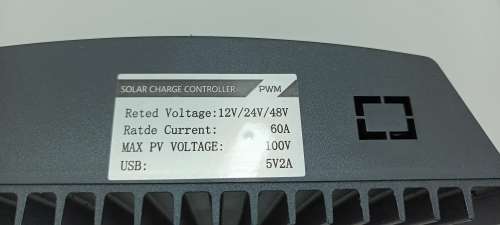 SOLAR CHARGE CONTROLLER PWM
Reted Voltage:12V/24V/48V
Ratde Current: 60A
MAX PV VOLTAGE: 100V
USB: 5V2A